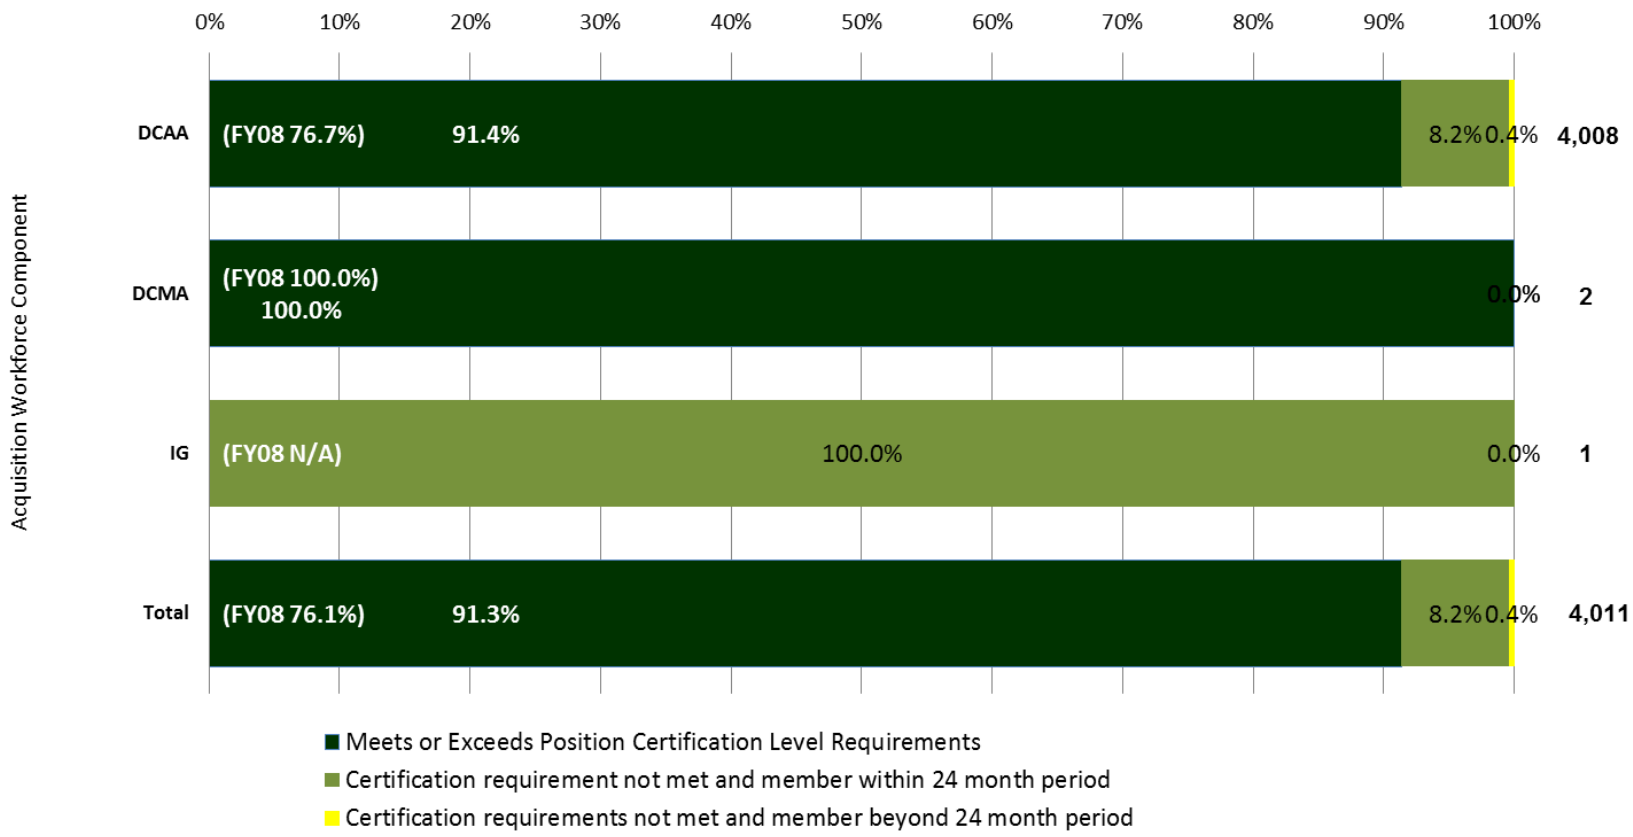 0% 10% 20% 30% 40% 50% 60% 70% 80% 90% 100%
Acquisition Workforce Component
DCAA (FY08 76.7%) 91.4% 8.2% 0.4% 4,008
(FY08 100.0%)
DCMA 100.0% 0.0% 2
IG (FY08 N/A) 100.0% 0.0% 1
Total (FY08 76.1%) 91.3% 8.2% 0.4% 4,011
Meets or Exceeds Position Certification Level Requirements
Certification requirement not met and member within 24 month period
Certification requirements not met and member beyond 24 month period